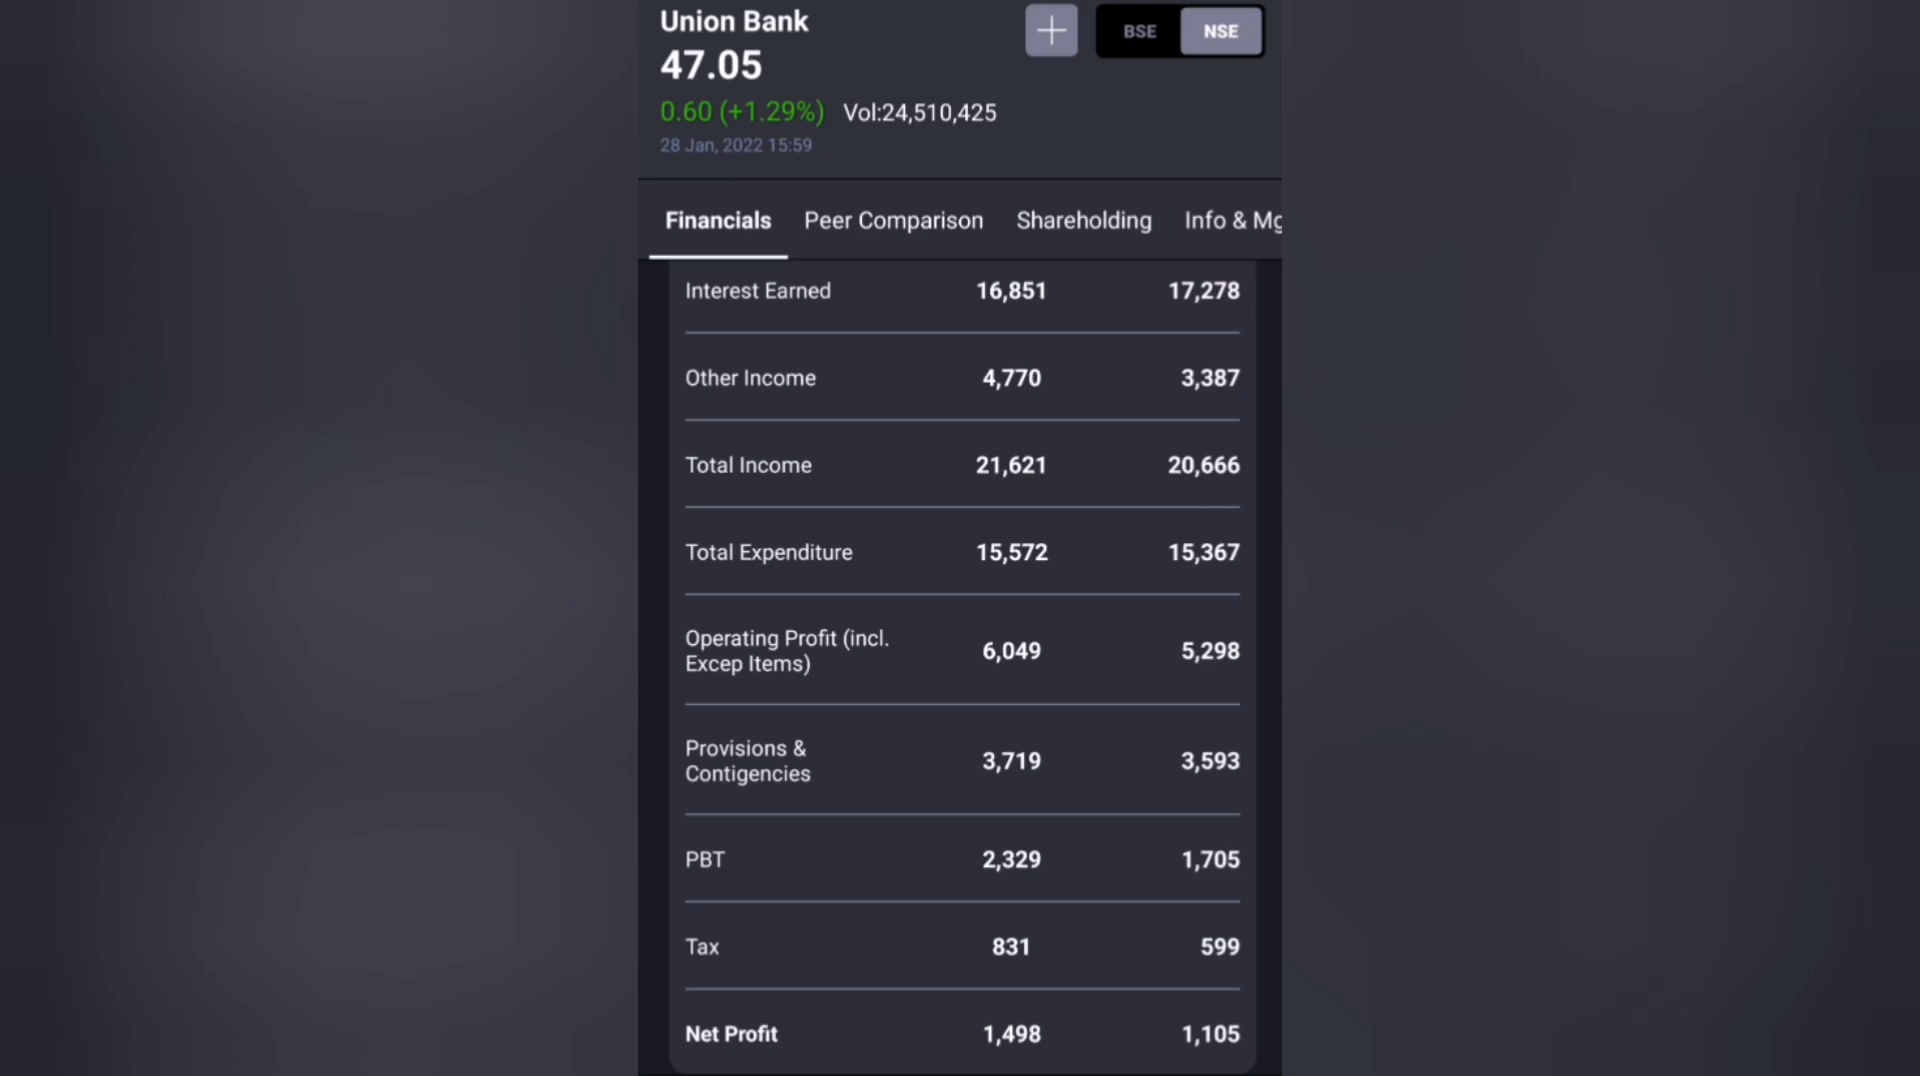 Union Bank
BSE NSE
47.05
0.60 (+1.29%) Vol:24,510,425
28 Jan, 2022 15:59
Financials Peer Comparison Shareholding Info & Mg
Interest Earned 16,851 17,278
Other Income 4,770 3,387
Total Income 21,621 20,666
Total Expenditure 15,572 15,367
Operating Profit (incl.
Excep Items) 6,049 5,298
Provisions &
Contigencies 3,719 3,593
PBT 2,329 1,705
Tax 831 599
Net Profit 1,498 1,105